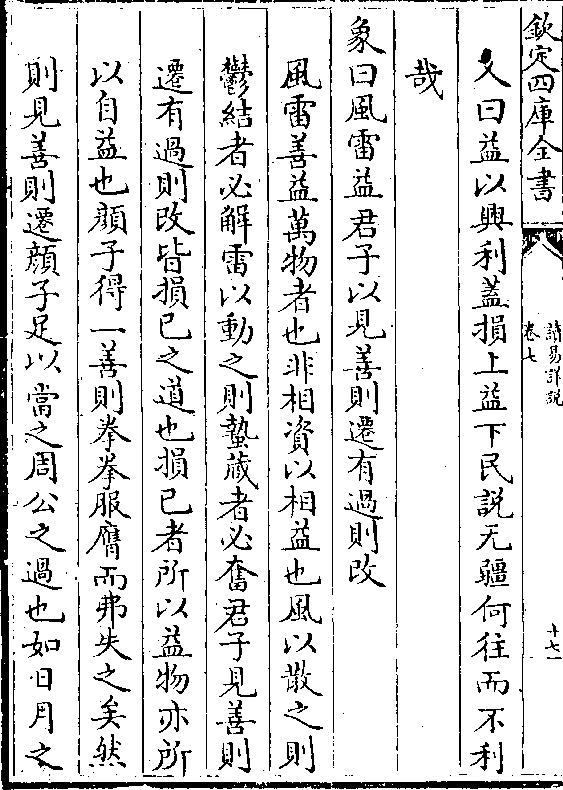 欽定四庫全書
讀易詳說
卷七
十七
又曰益以興利蓋損上益下民說无疆何往而不利
哉
象曰風雷益君子以見善則遷有過則改
風雷善益萬物者也非相資以相益也風以散之則
鬱結者必解雷以動之則蟄藏者必奮君子見善則
遷有過則改皆損已之道也損已者所以益物亦所
以自益也顔子得一善則拳拳服膺而弗失之矣然
則見善則遷顔子足以當之周公之過也如日月之